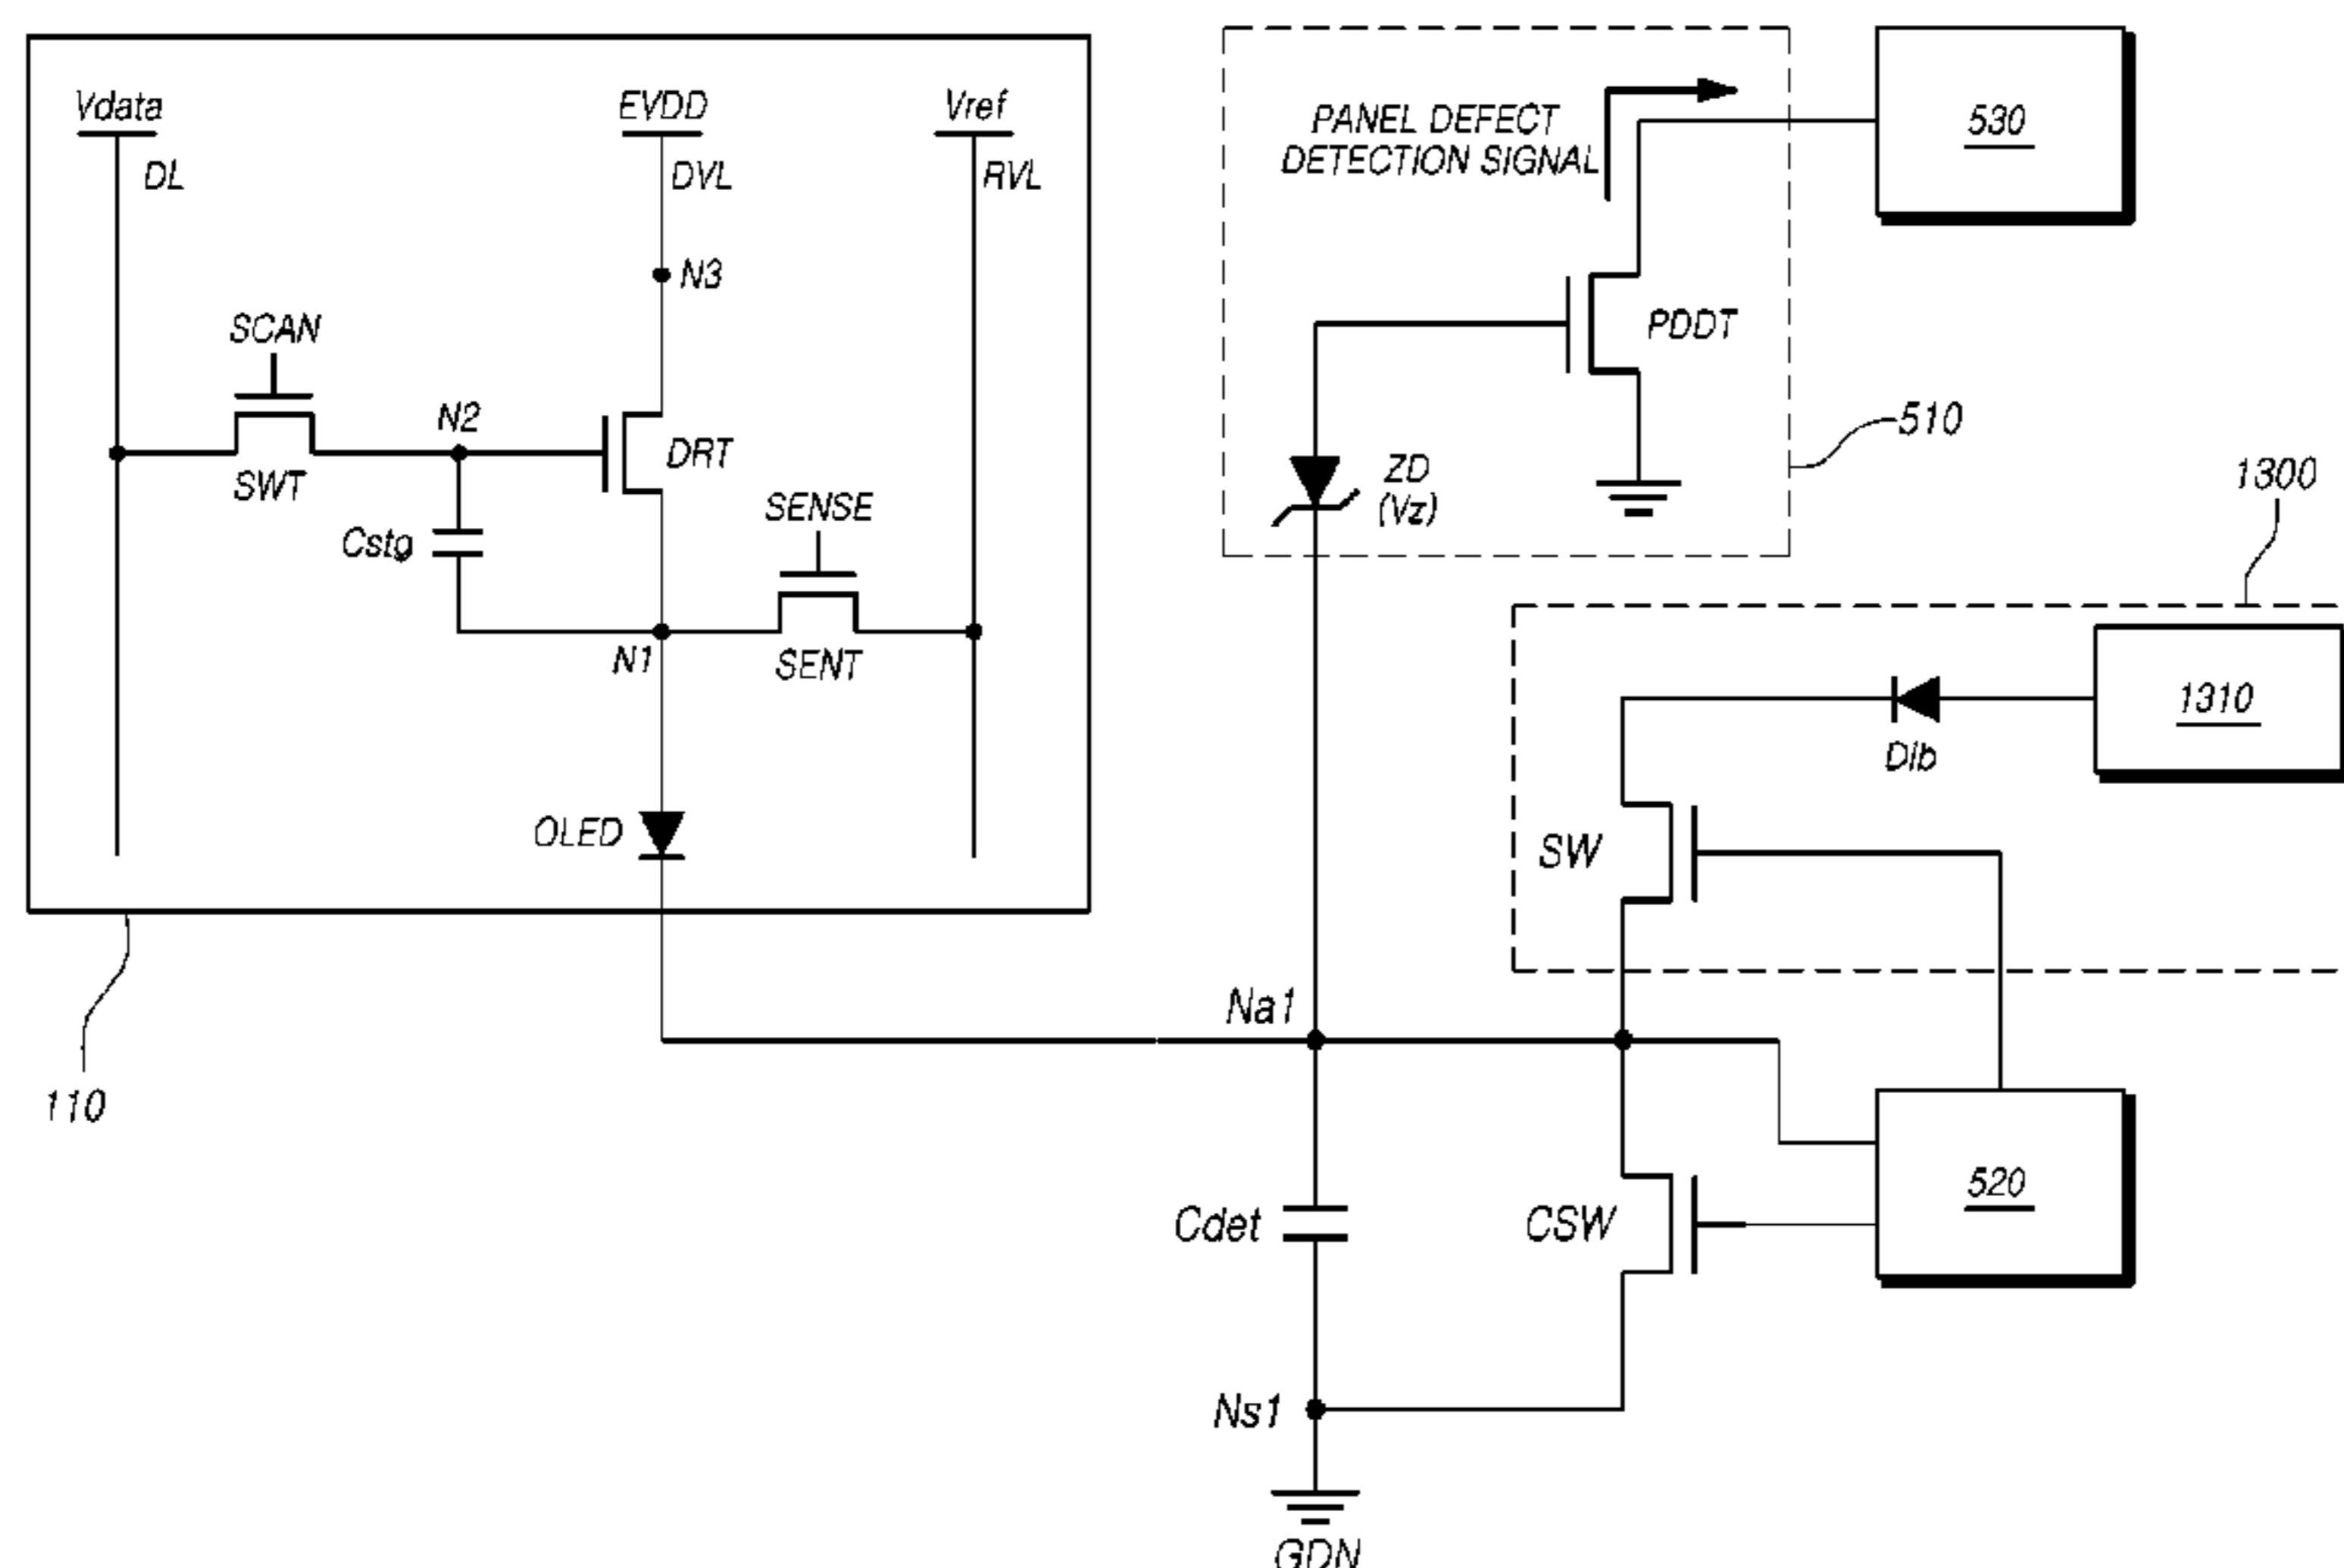 Vdata
EVDD
Vref
DL
DVL
RVL
N3
SCAN
N2
SWT
DRT
Cstg
SENSE
N1
SENT
OLED
110
PANEL DEFECT
DETECTION SIGNAL
530
PDDT
510
ZD
(Vz)
1300
1310
Dib
SW
Na1
520
Cdet
CSW
Ns1
GDN